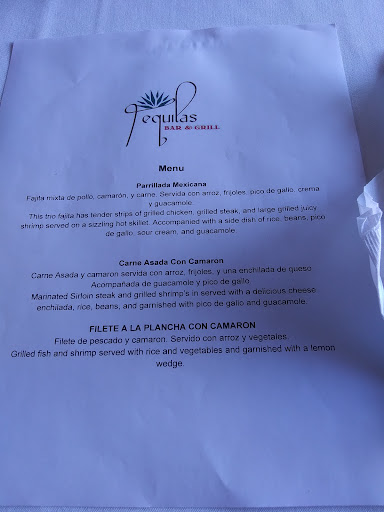 Tequilas
BAR & GRILL
Menu
Parrillada Mexicana
Fajita mixta de pollo, camarón, y carne. Servida con arroz, frijoles, pico de gallo, crema
y guacamole.
This trio fajita has tender strips of grilled chicken, grilled steak, and large grilled juicy
shrimp served on a sizzling hot skillet. Accompanied with a side dish of rice, beans, pico
de gallo, sour cream, and guacamole.
Carne Asada Con Camaron
Carne Asada y camaron servida con arroz, frijoles, y una enchilada de queso.
Acompañada de guacamole y pico de gallo.
Marinated Sirloin steak and grilled shrimp's in served with a delicious cheese
enchilada, rice, beans, and garnished with pico de gallo and guacamole.
FILETE A LA PLANCHA CON CAMARON
Filete de pescado y camaron. Servido con arroz y vegetales.
Grilled fish and shrimp served with rice and vegetables and garnished with a lemon
wedge.